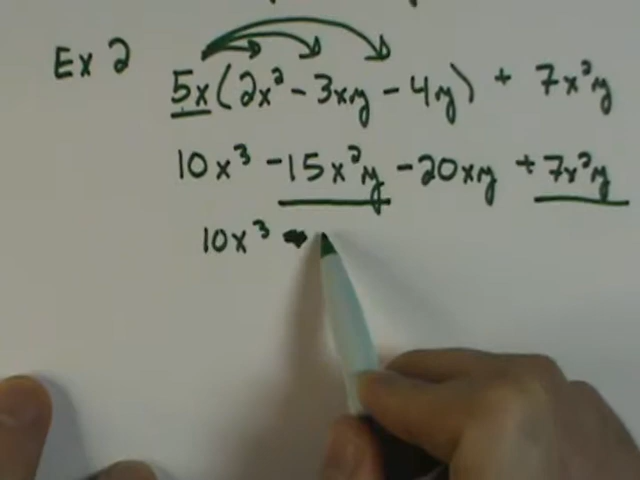 Ex 2
5x(2x² - 3xy - 4y) + 7x²y
10x³ - 15x²y - 20xy + 7x²y
10x³ -